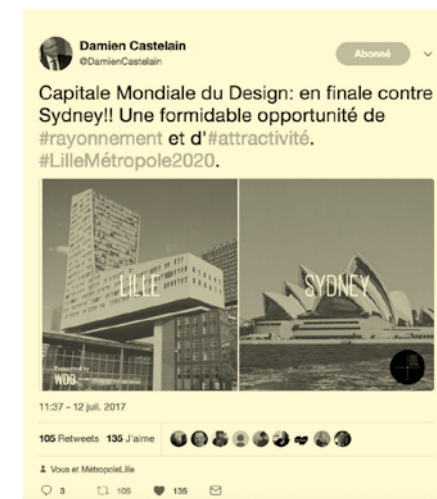 Damien Castelain
@DamienCastelain
Abonné
Capitale Mondiale du Design: en finale contre
Sydney!! Une formidable opportunité de
#rayonnement et d'#attractivité.
#LilleMétropole2020.
LILLE
SYDNEY
Presented by
WDO
11:37 - 12 juil. 2017
105 Retweets 135 J'aime
Vous et MétropoleLille
3 105 135